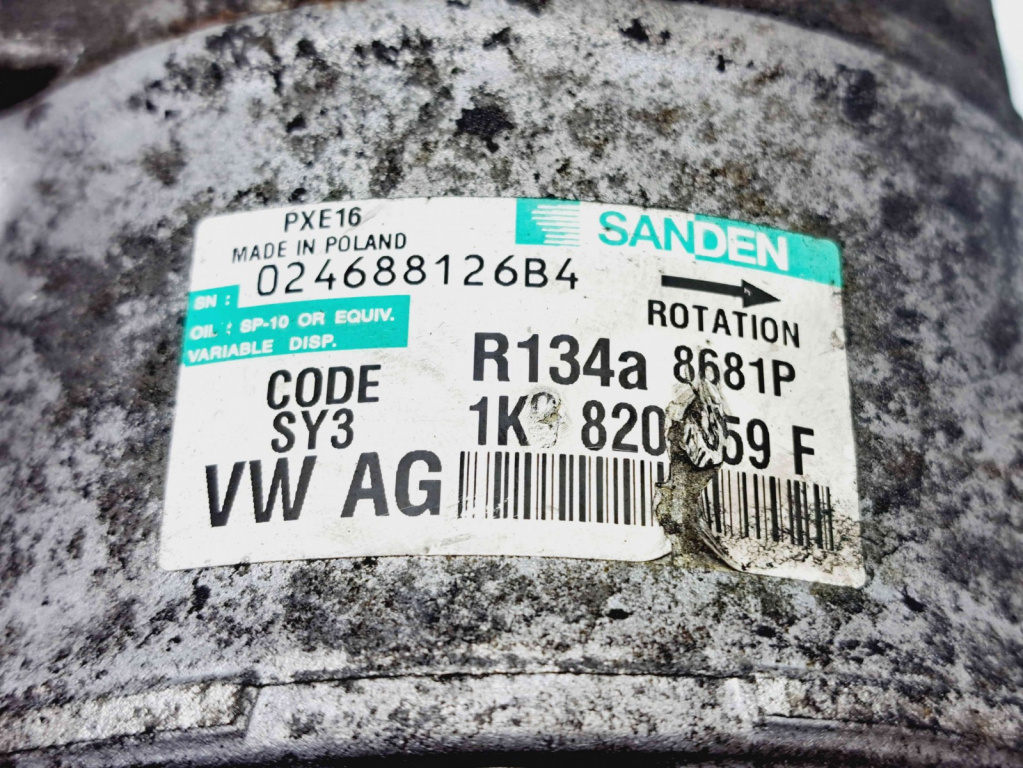 PXE16
SANDEN
MADE IN POLAND
SN : 024688126B4
ROTATION
OIL : SP-10 OR EQUIV.
VARIABLE DISP.
R134a 8681P
CODE
SY3
820 F
VW AG